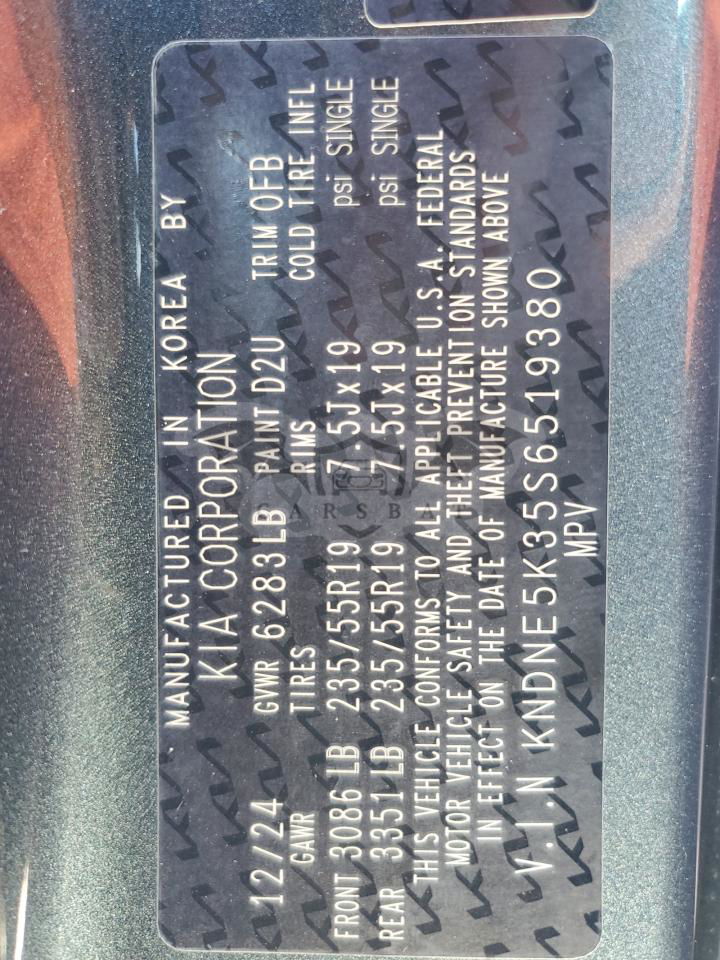 MANUFACTURED IN KOREA BY
KIA CORPORATION
12/24 GVWR 6283LB PAINT D2U TRIM OFB
GAWR TIRES RIMS COLD TIRE INFL
FRONT 3086 LB 235/55R19 7.5Jx19 psi SINGLE
REAR 3351 LB 235/55R19 7.5Jx19 psi SINGLE
THIS VEHICLE CONFORMS TO ALL APPLICABLE U.S.A. FEDERAL
MOTOR VEHICLE SAFETY AND THEFT PREVENTION STANDARDS
IN EFFECT ON THE DATE OF MANUFACTURE SHOWN ABOVE
V.I.N KNDNE5K35S6519380
MPV